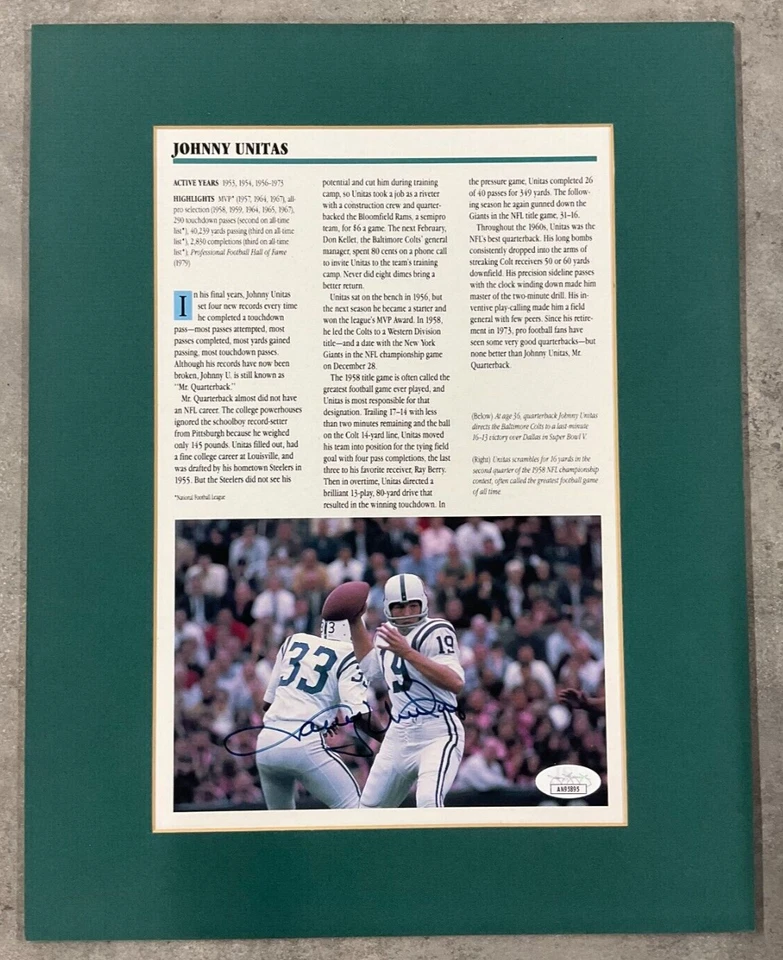 JOHNNY UNITAS
ACTIVE YEARS 1953, 1954, 1956–1973
HIGHLIGHTS MVP* (1957, 1964, 1967), all-
pro selection (1958, 1959, 1964, 1965, 1967),
290 touchdown passes (second on all-time
list*), 40,239 yards passing (third on all-time
list*), 2,830 completions (third on all-time
list*), Professional Football Hall of Fame
(1979)
In his final years, Johnny Unitas
set four new records every time
he completed a touchdown
pass—most passes attempted, most
passes completed, most yards gained
passing, most touchdown passes.
Although his records have now been
broken, Johnny U. is still known as
"Mr. Quarterback."
Mr. Quarterback almost did not have
an NFL career. The college powerhouses
ignored the schoolboy record-setter
from Pittsburgh because he weighed
only 145 pounds. Unitas filled out, had
a fine college career at Louisville, and
was drafted by his hometown Steelers in
1955. But the Steelers did not see his
*National Football League
potential and cut him during training
camp, so Unitas took a job as a riveter
with a construction crew and quarter-
backed the Bloomfield Rams, a semipro
team, for $6 a game. The next February,
Don Keller, the Baltimore Colts' general
manager, spent 80 cents on a phone call
to invite Unitas to the team's training
camp. Never did eight dimes bring a
better return.
Unitas sat on the bench in 1956, but
the next season he became a starter and
won the league's MVP Award. In 1958,
he led the Colts to a Western Division
title—and a date with the New York
Giants in the NFL championship game
on December 28.
The 1958 title game is often called the
greatest football game ever played, and
Unitas is most responsible for that
designation. Trailing 17–14 with less
than two minutes remaining and the ball
on the Colt 14-yard line, Unitas moved
his team into position for the tying field
goal with four pass completions, the last
three to his favorite receiver, Ray Berry.
Then in overtime, Unitas directed a
brilliant 13-play, 80-yard drive that
resulted in the winning touchdown. In
the pressure game, Unitas completed 26
of 40 passes for 349 yards. The follow-
ing season he again gunned down the
Giants in the NFL title game, 31–16.
Throughout the 1960s, Unitas was the
NFL's best quarterback. His long bombs
consistently dropped into the arms of
streaking Colt receivers 50 or 60 yards
downfield. His precision sideline passes
with the clock winding down made him
master of the two-minute drill. His in-
ventive play-calling made him a field
general with few peers. Since his retire-
ment in 1973, pro football fans have
seen some very good quarterbacks—but
none better than Johnny Unitas, Mr.
Quarterback.
(Below) At age 36, quarterback Johnny Unitas
directs the Baltimore Colts to a last-minute
16–13 victory over Dallas in Super Bowl V.
(Right) Unitas scrambles for 16 yards in the
second quarter of the 1958 NFL championship
contest, often called the greatest football game
of all time.
3
33
33
19
19
Johnny Unitas
AN95895